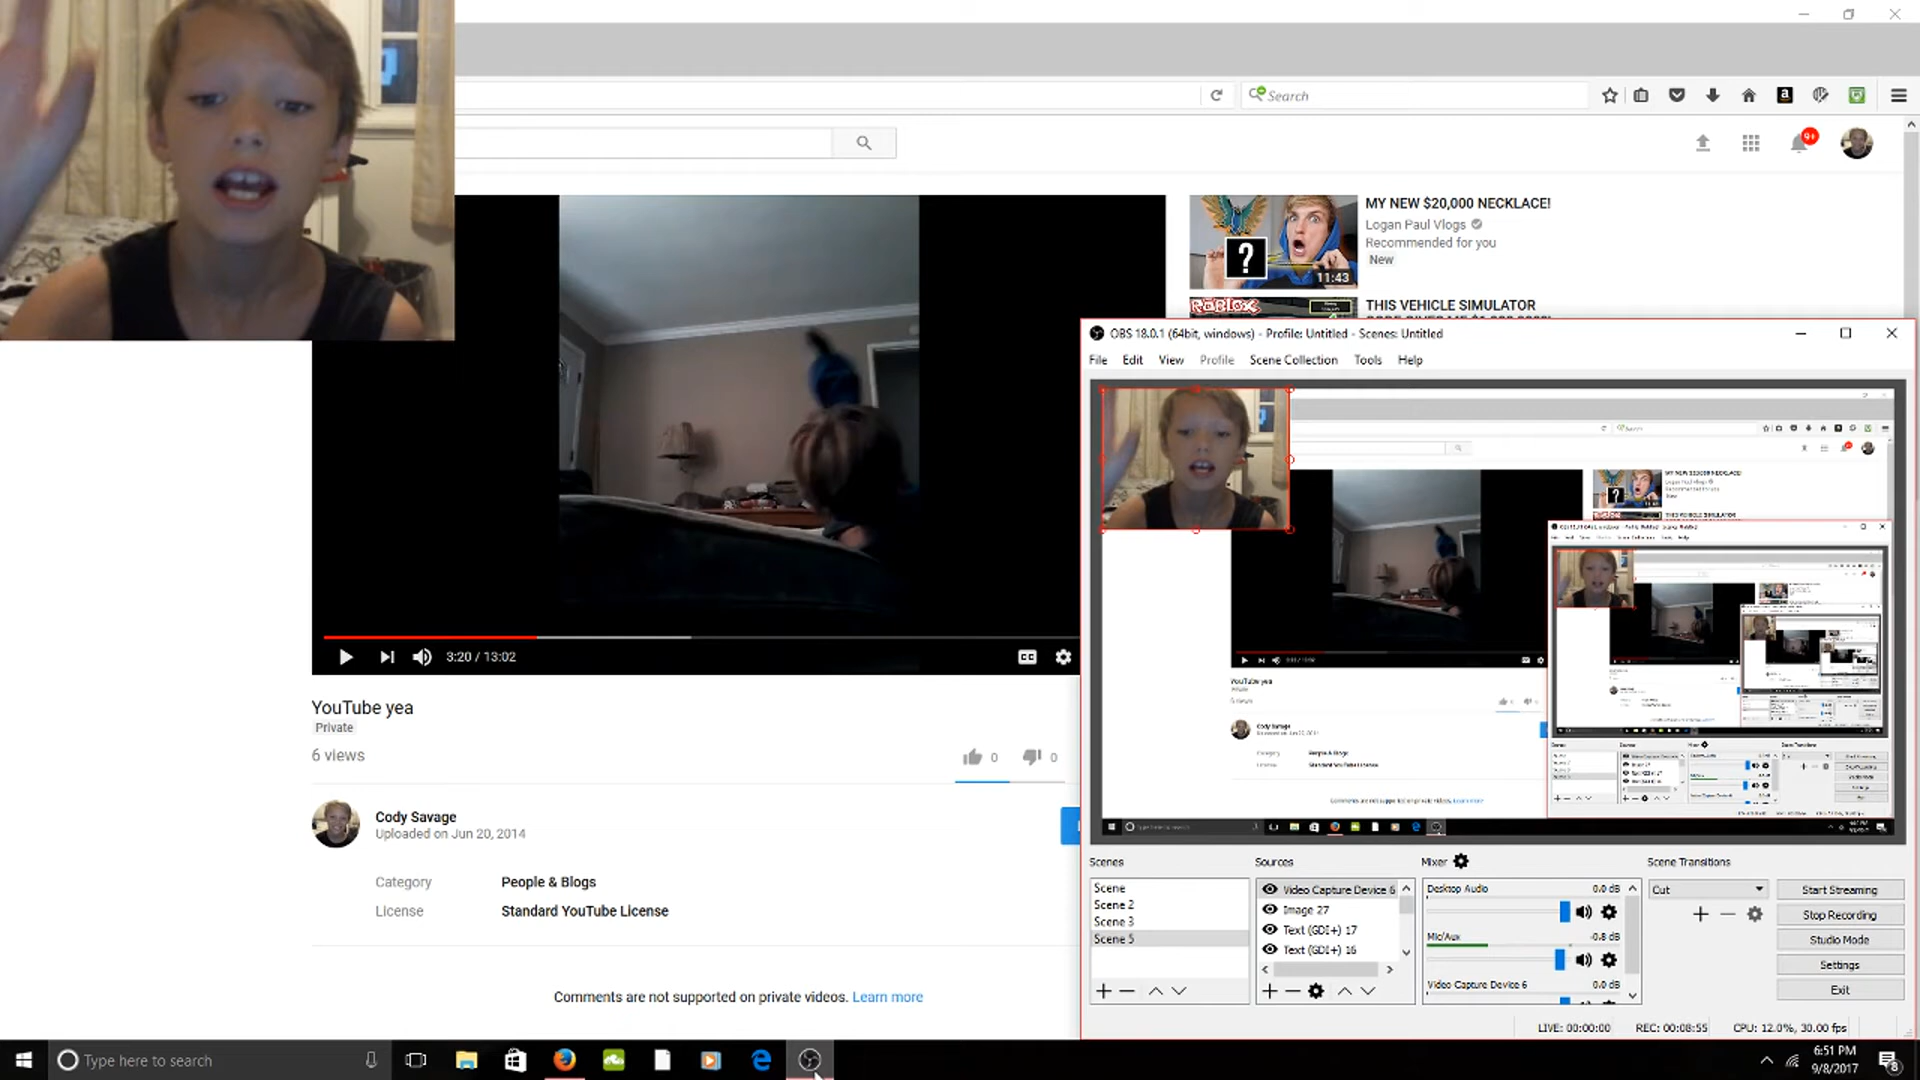 Search
MY NEW $20,000 NECKLACE!
Logan Paul Vlogs
Recommended for you
New
?
11:43
9+
ROBLOX
THIS VEHICLE SIMULATOR
3:20 / 13:02
CC
YouTube yea
Private
6 views
0
0
Cody Savage
Uploaded on Jun 20, 2014
Category
People & Blogs
License
Standard YouTube License
Comments are not supported on private videos. Learn more
OBS 18.0.1 (64bit, windows) - Profile: Untitled - Scenes: Untitled
File Edit View Profile Scene Collection Tools Help
YouTube yea
Cody Savage
Scenes
Scene
Scene 2
Scene 3
Scene 5
Sources
Video Capture Device 6
Image 27
Text (GDI+) 17
Text (GDI+) 16
Mixer
Desktop Audio 0.0 dB
Mic/Aux -0.8 dB
Video Capture Device 6 0.0 dB
Scene Transitions
Cut
Start Streaming
Stop Recording
Studio Mode
Settings
Exit
LIVE: 00:00:00 REC: 00:08:55 CPU: 12.0%, 30.00 fps
Type here to search
6:51 PM
9/8/2017
8